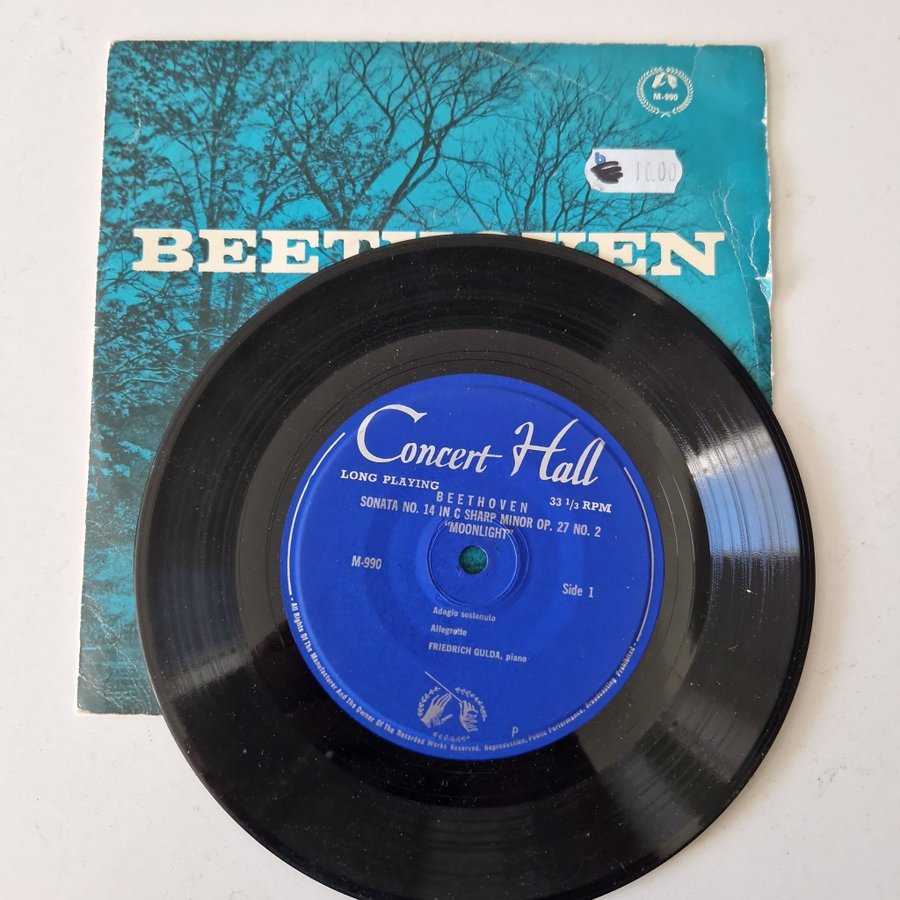 M-990
10.00
BEETHOVEN
Concert Hall
LONG PLAYING
33 1/3 RPM
BEETHOVEN
SONATA NO. 14 IN C SHARP MINOR OP. 27 NO. 2
"MOONLIGHT"
M-990
Side 1
Adagio sostenuto
Allegretto
FRIEDRICH GULDA, piano
P
- All Rights Of The Manufacturer And The Owner Of The Recorded Works Reserved. Reproduction, Public Performance, Broadcasting Prohibited -